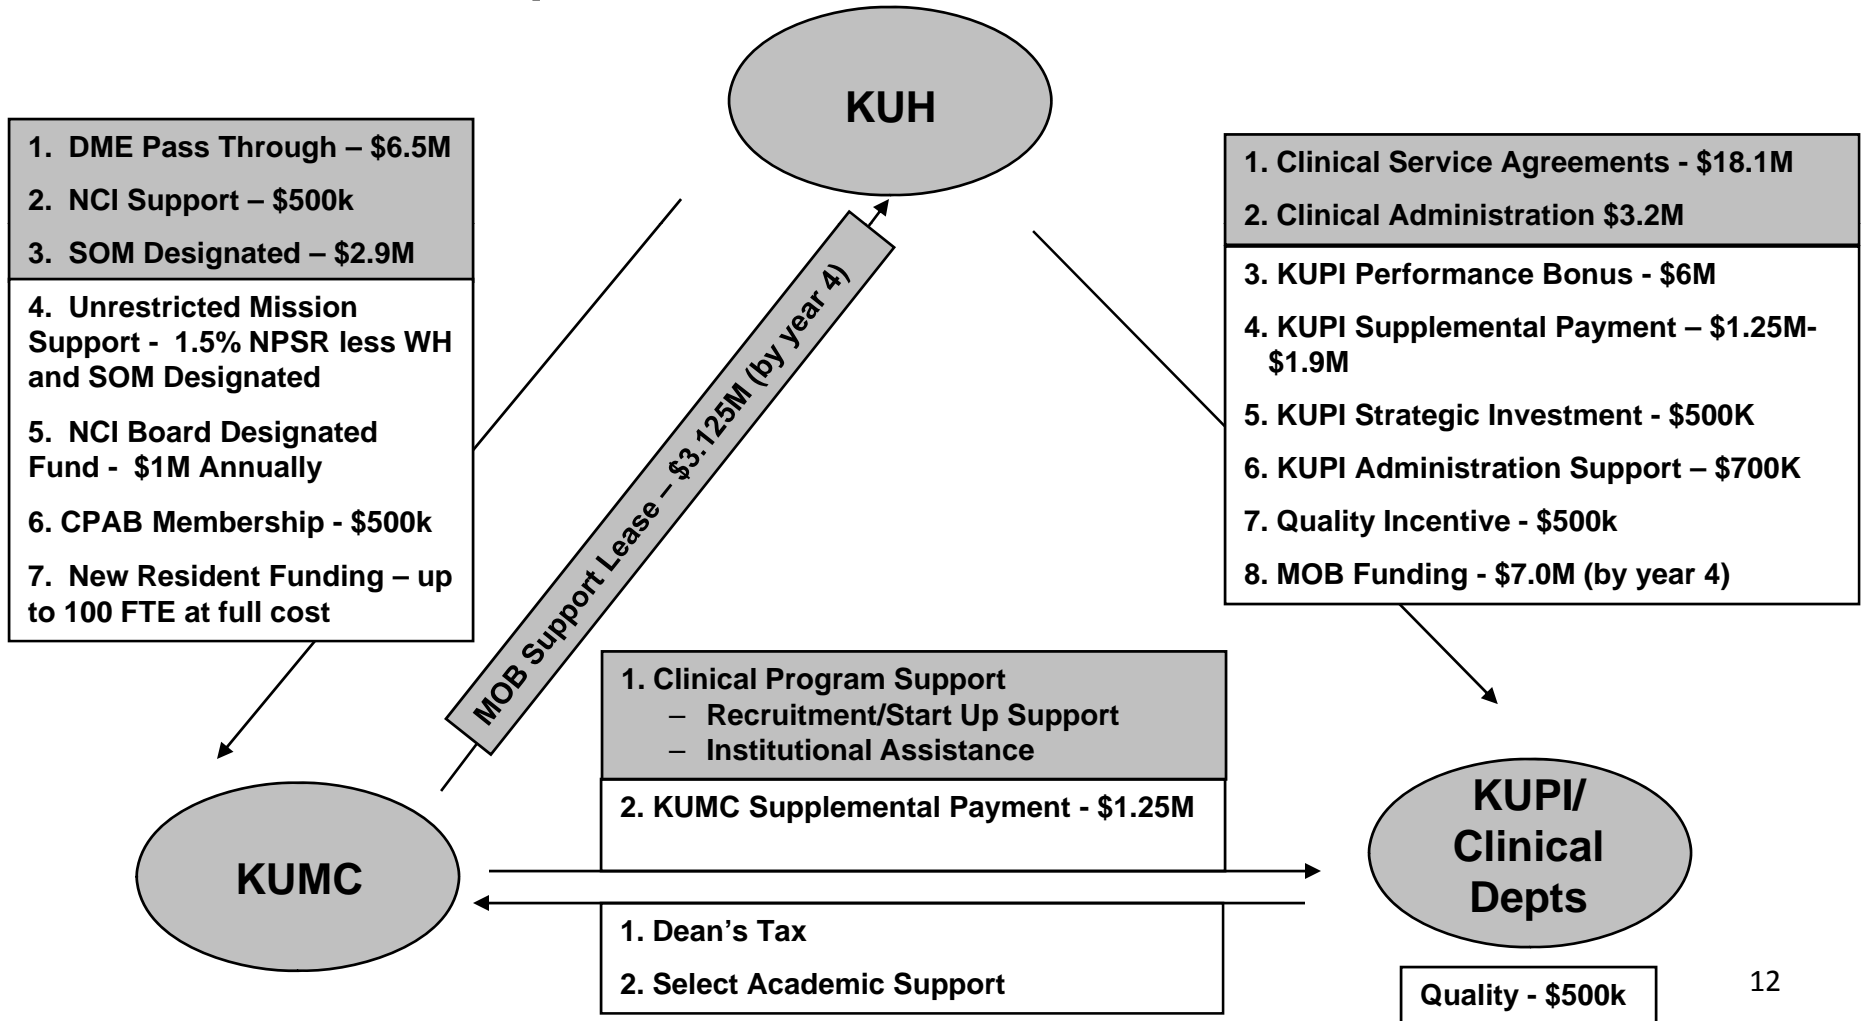 KUH
1. DME Pass Through – $6.5M
2. NCI Support – $500k
3. SOM Designated – $2.9M
4. Unrestricted Mission
Support - 1.5% NPSR less WH
and SOM Designated
5. NCI Board Designated
Fund - $1M Annually
6. CPAB Membership - $500k
7. New Resident Funding – up
to 100 FTE at full cost
MOB Support Lease – $3.125M (by year 4)
1. Clinical Service Agreements - $18.1M
2. Clinical Administration $3.2M
3. KUPI Performance Bonus - $6M
4. KUPI Supplemental Payment – $1.25M-
$1.9M
5. KUPI Strategic Investment - $500K
6. KUPI Administration Support – $700K
7. Quality Incentive - $500k
8. MOB Funding - $7.0M (by year 4)
1. Clinical Program Support
– Recruitment/Start Up Support
– Institutional Assistance
2. KUMC Supplemental Payment - $1.25M
KUMC
KUPI/
Clinical
Depts
1. Dean’s Tax
2. Select Academic Support
Quality - $500k
12